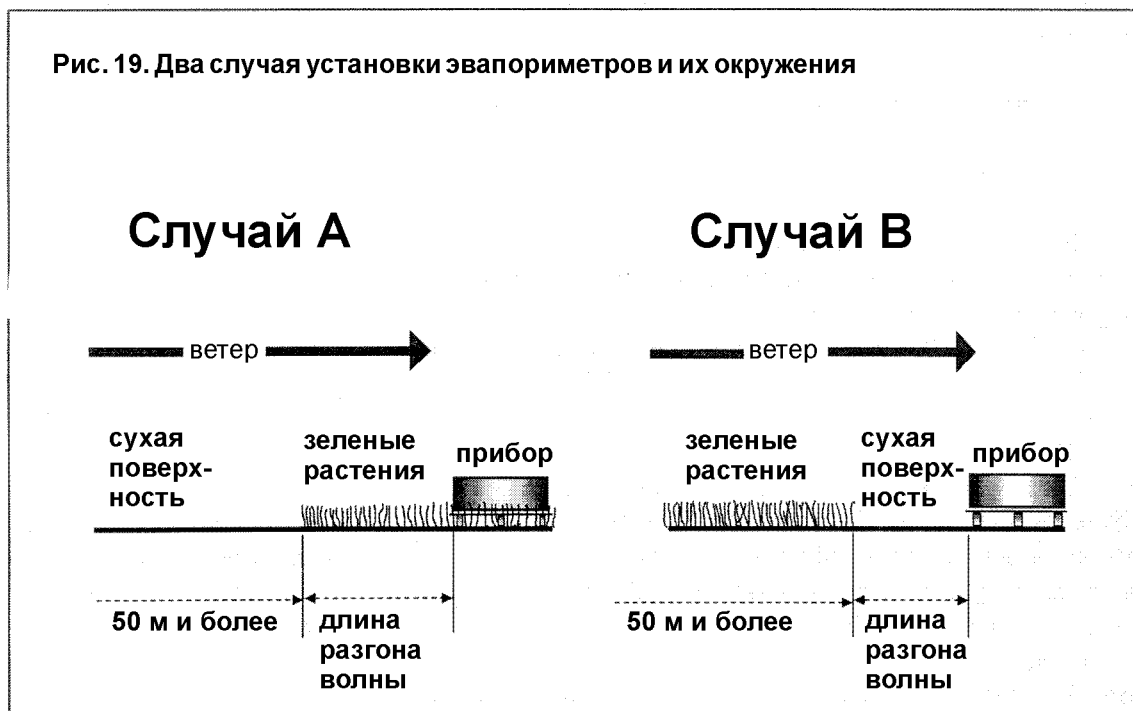 Рис. 19. Два случая установки эвапориметров и их окружения
Случай А
ветер
сухая
поверх-
ность
зеленые
растения
прибор
50 м и более
длина
разгона
волны
Случай В
ветер
зеленые
растения
сухая
поверх-
ность
прибор
50 м и более
длина
разгона
волны